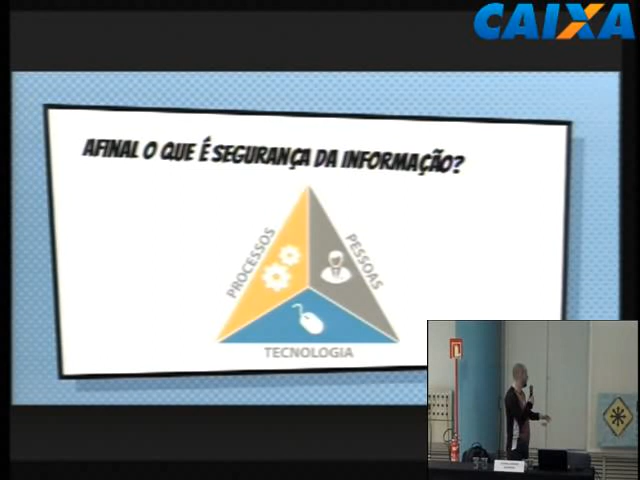 CAIXA
AFINAL O QUE É SEGURANÇA DA INFORMAÇÃO?
PROCESSOS
PESSOAS
TECNOLOGIA